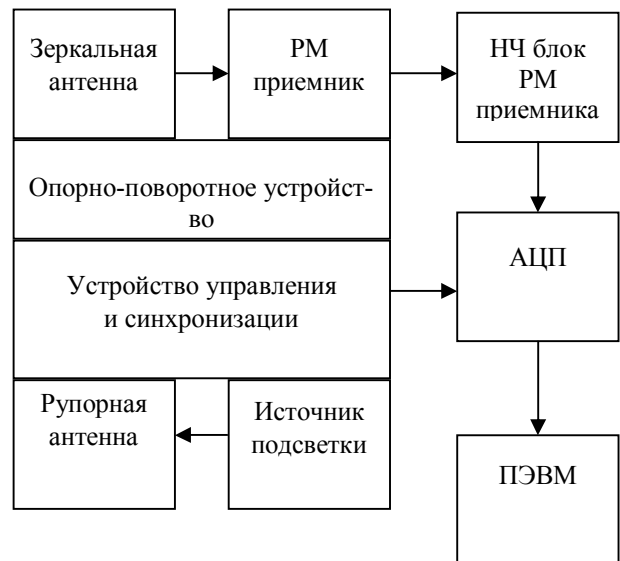 Зеркальная
антенна
РМ
приемник
НЧ блок
РМ
приемника
Опорно-поворотное устройст-
во
АЦП
Устройство управления
и синхронизации
Рупорная
антенна
Источник
подсветки
ПЭВМ